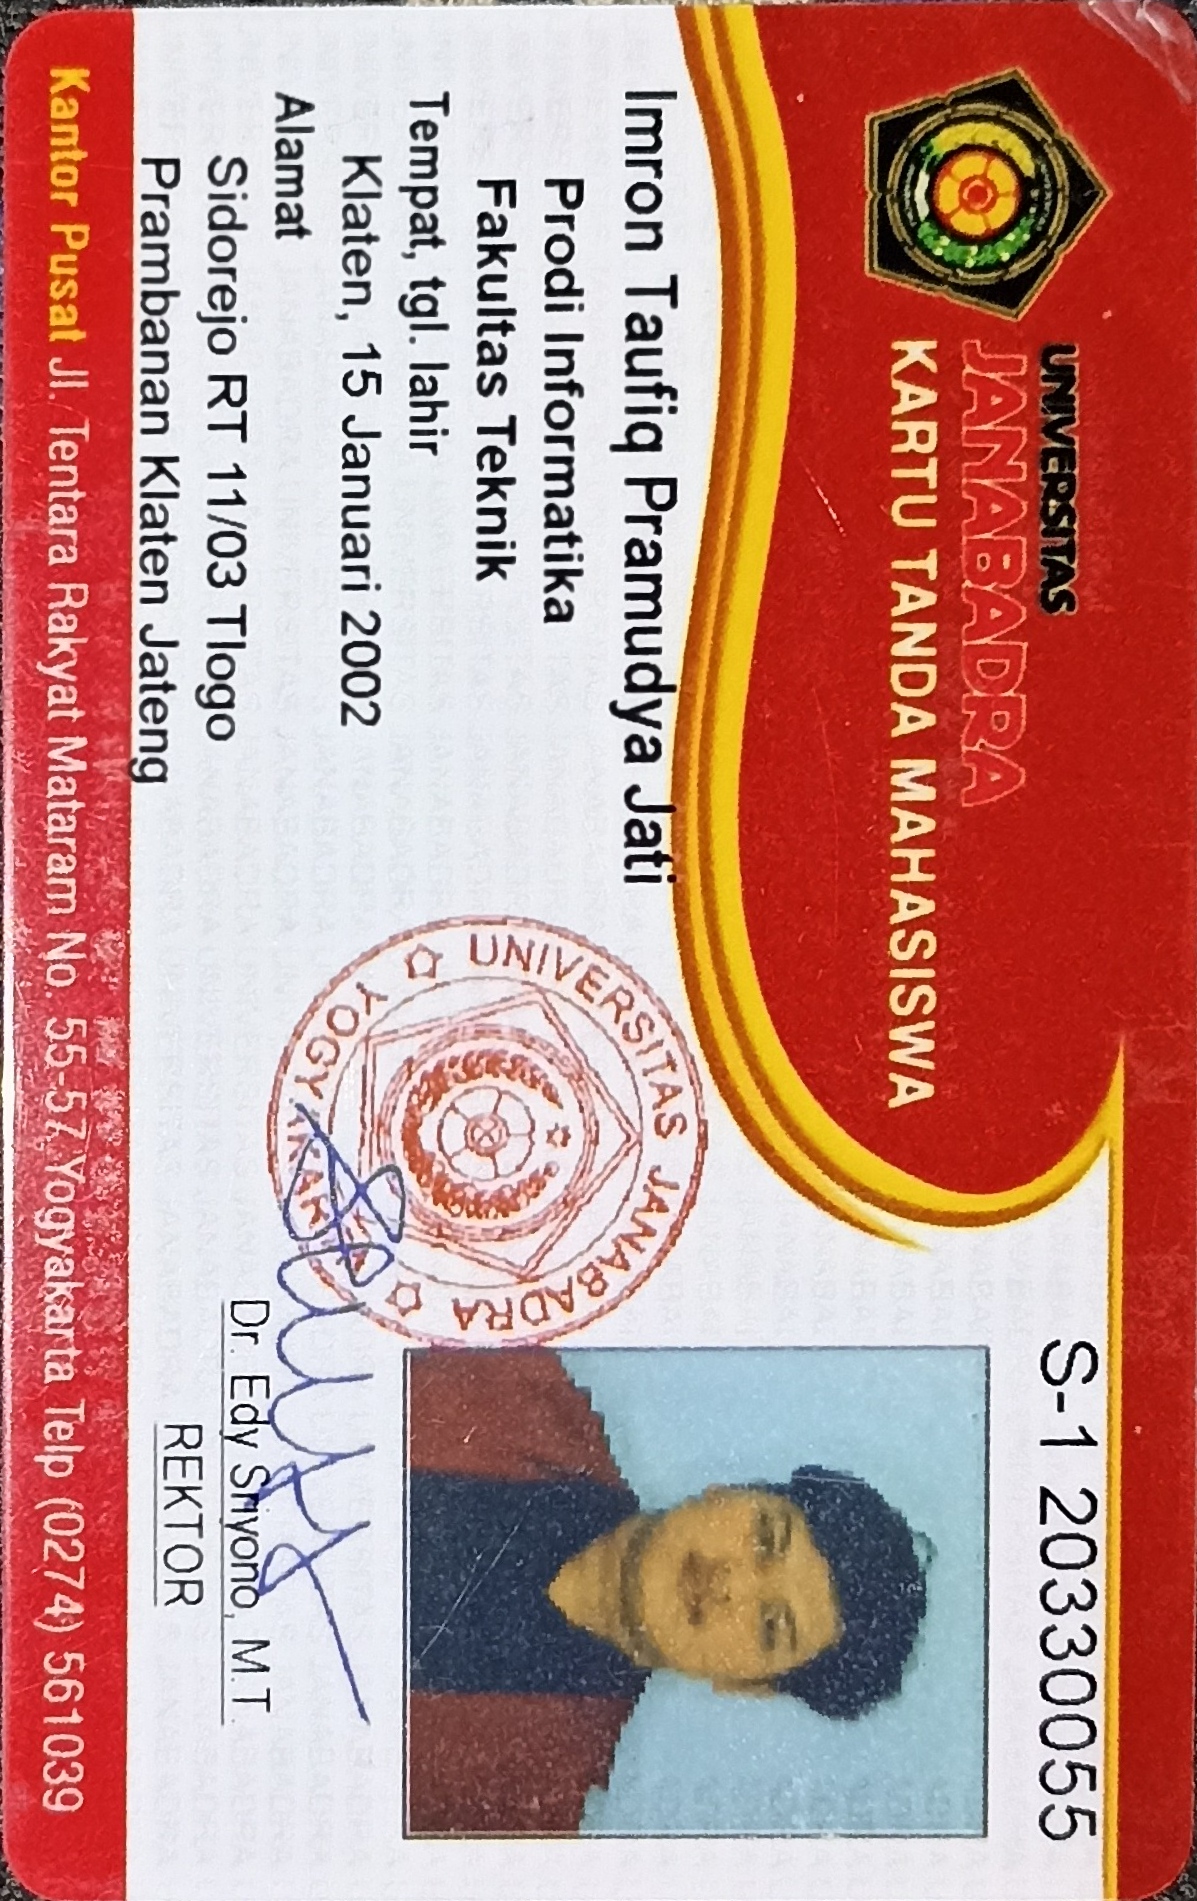 UNIVERSITAS
JANABADRA
KARTU TANDA MAHASISWA
S-1 20330055
Imron Taufiq Pramudya Jati
Prodi Informatika
Fakultas Teknik
Tempat, tgl. lahir
Klaten, 15 Januari 2002
Alamat
Sidorejo RT 11/03 Tlogo
Prambanan Klaten Jateng
UNIVERSITAS JANABADRA
YOGYAKARTA
Dr. Edy Sriyono, M.T
REKTOR
Kantor Pusat Jl. Tentara Rakyat Mataram No. 55-57 Yogyakarta Telp (0274) 561039